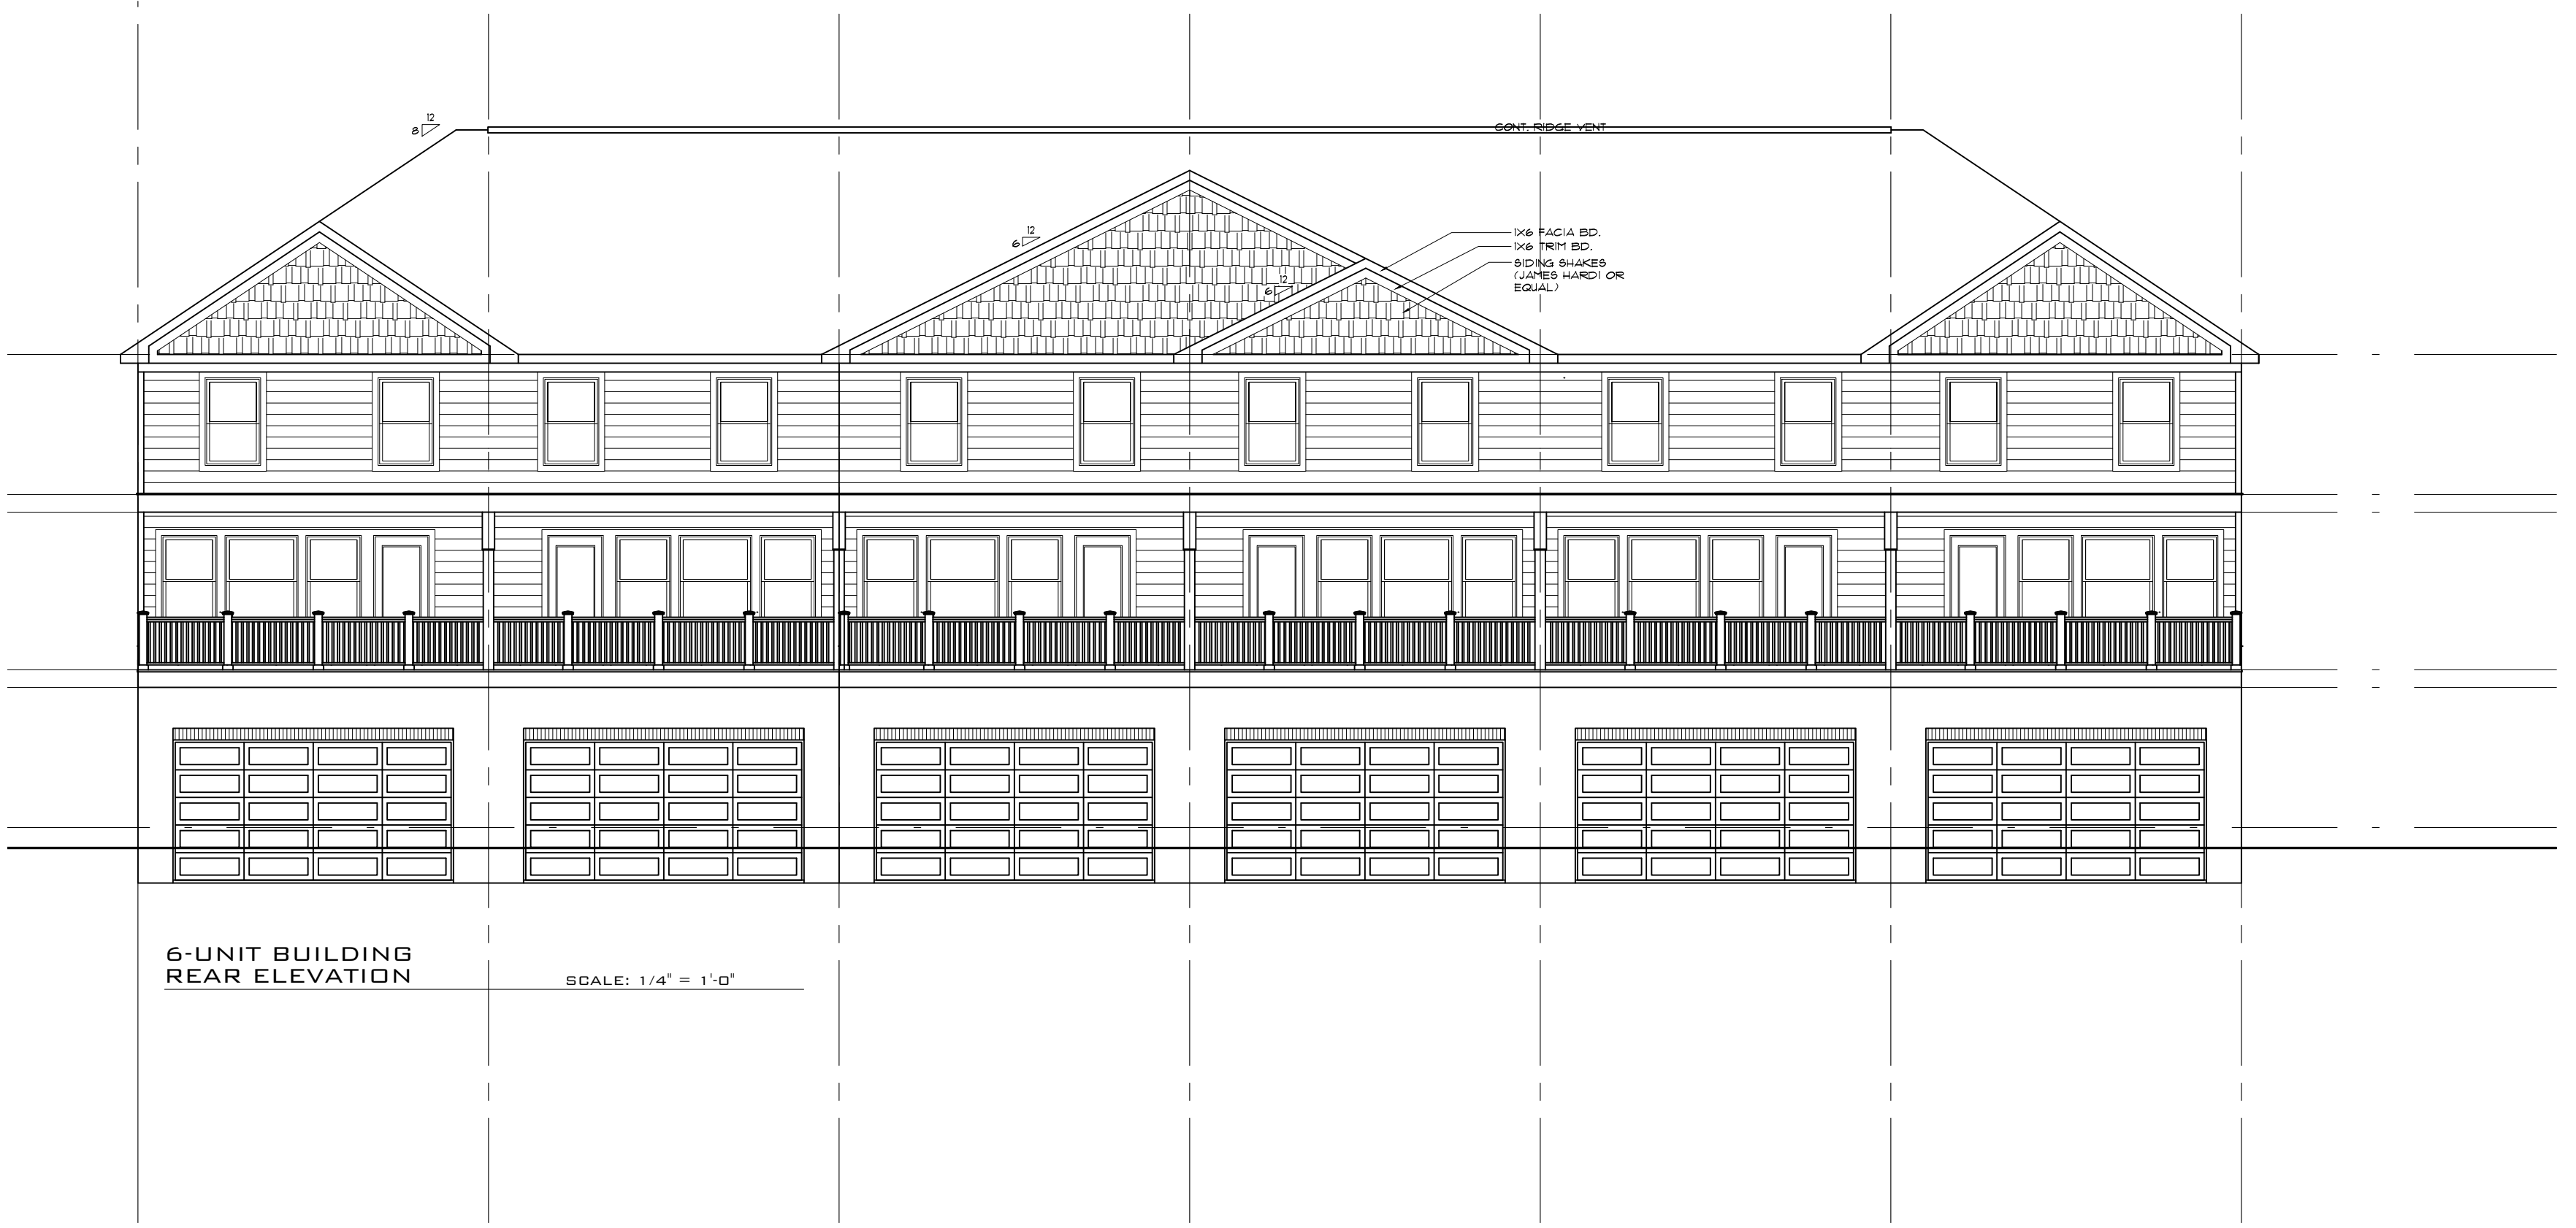 12
8
CONT. RIDGE VENT
12
6
1X6 FACIA BD.
1X6 TRIM BD.
SIDING SHAKES
(JAMES HARDI OR
EQUAL)
12
6
6-UNIT BUILDING
REAR ELEVATION
SCALE: 1/4" = 1'-0"